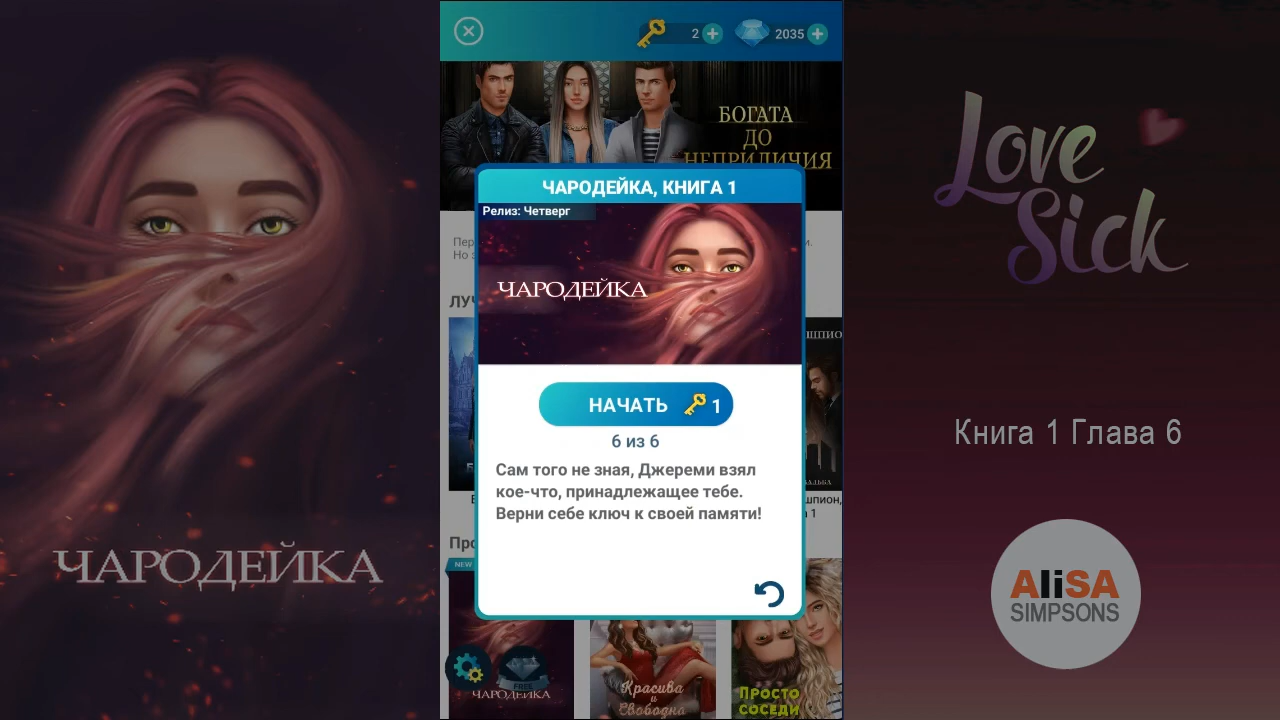 ЧАРОДЕЙКА
2
2035
БОГАТА
ДО
НЕПРИЛИЧИЯ
ЧАРОДЕЙКА, КНИГА 1
Релиз: Четверг
ЧАРОДЕЙКА
НАЧАТЬ 1
6 из 6
Сам того не зная, Джереми взял
кое-что, принадлежащее тебе.
Верни себе ключ к своей памяти!
Но
NEW
FREE
ЧАРОДЕЙКА
Красива
и
Свободна
ПРОСТО
СОСЕДИ
Love
Sick
Книга 1 Глава 6
AliSA
SIMPSONS